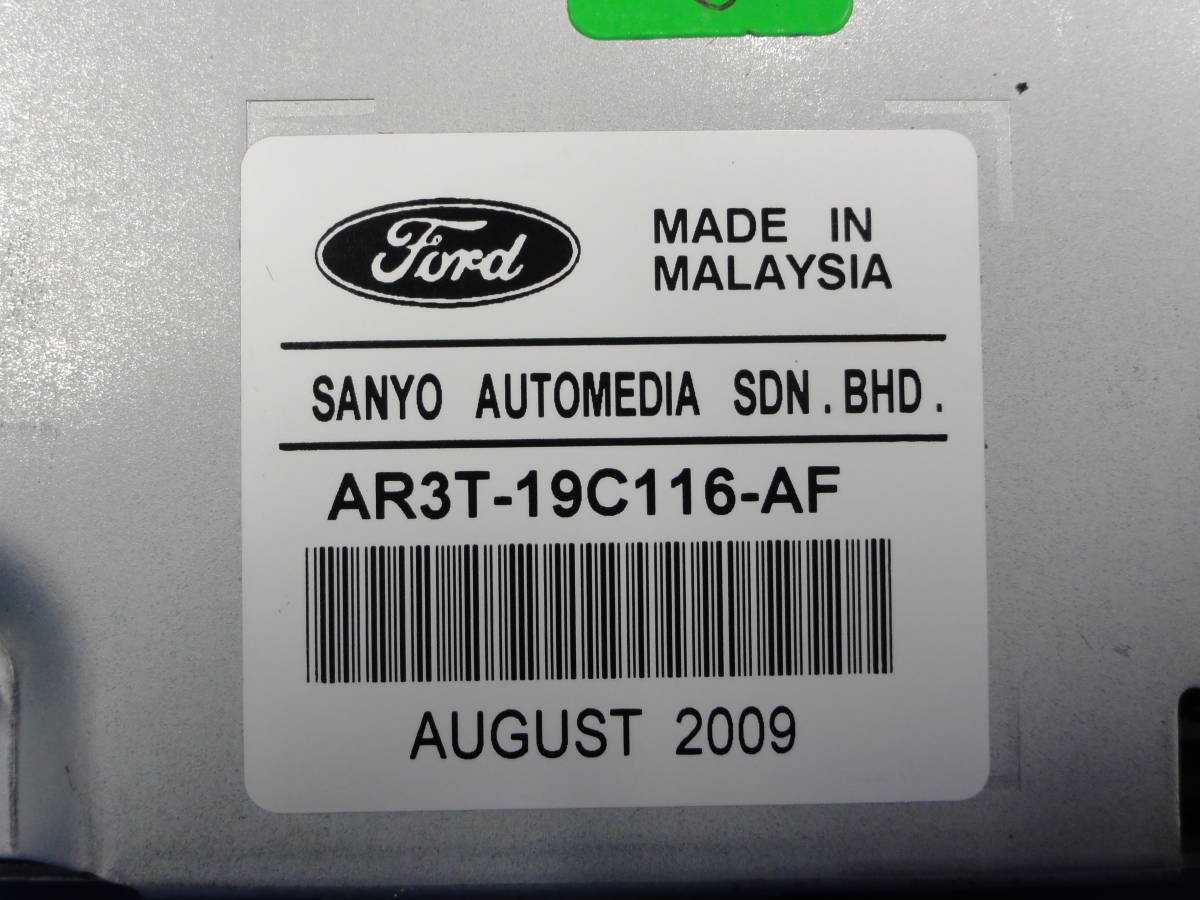 Ford
MADE IN
MALAYSIA
SANYO AUTOMEDIA SDN.BHD.
AR3T-19C116-AF
AUGUST 2009